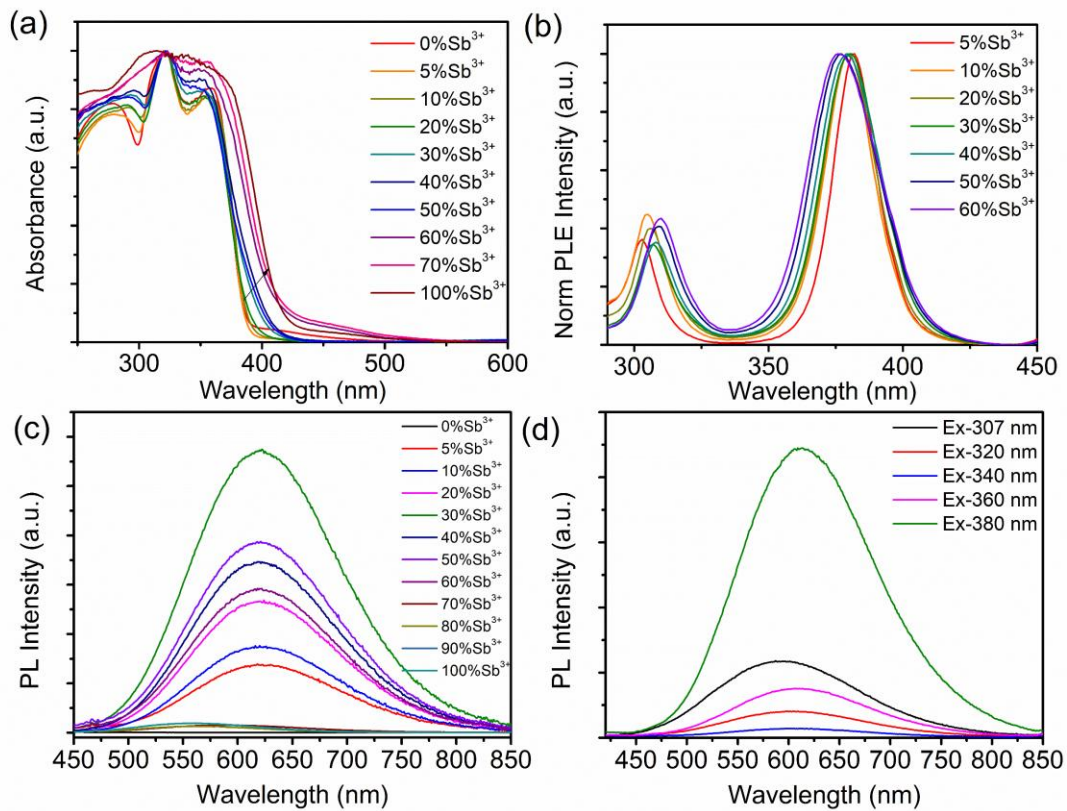 (a)
Absorbance (a.u.)
0%Sb³⁺
5%Sb³⁺
10%Sb³⁺
20%Sb³⁺
30%Sb³⁺
40%Sb³⁺
50%Sb³⁺
60%Sb³⁺
70%Sb³⁺
100%Sb³⁺
300 400 500 600
Wavelength (nm)
(b)
Norm PLE Intensity (a.u.)
5%Sb³⁺
10%Sb³⁺
20%Sb³⁺
30%Sb³⁺
40%Sb³⁺
50%Sb³⁺
60%Sb³⁺
300 350 400 450
Wavelength (nm)
(c)
PL Intensity (a.u.)
0%Sb³⁺
5%Sb³⁺
10%Sb³⁺
20%Sb³⁺
30%Sb³⁺
40%Sb³⁺
50%Sb³⁺
60%Sb³⁺
70%Sb³⁺
80%Sb³⁺
90%Sb³⁺
100%Sb³⁺
450 500 550 600 650 700 750 800 850
Wavelength (nm)
(d)
PL Intensity (a.u.)
Ex-307 nm
Ex-320 nm
Ex-340 nm
Ex-360 nm
Ex-380 nm
450 500 550 600 650 700 750 800 850
Wavelength (nm)